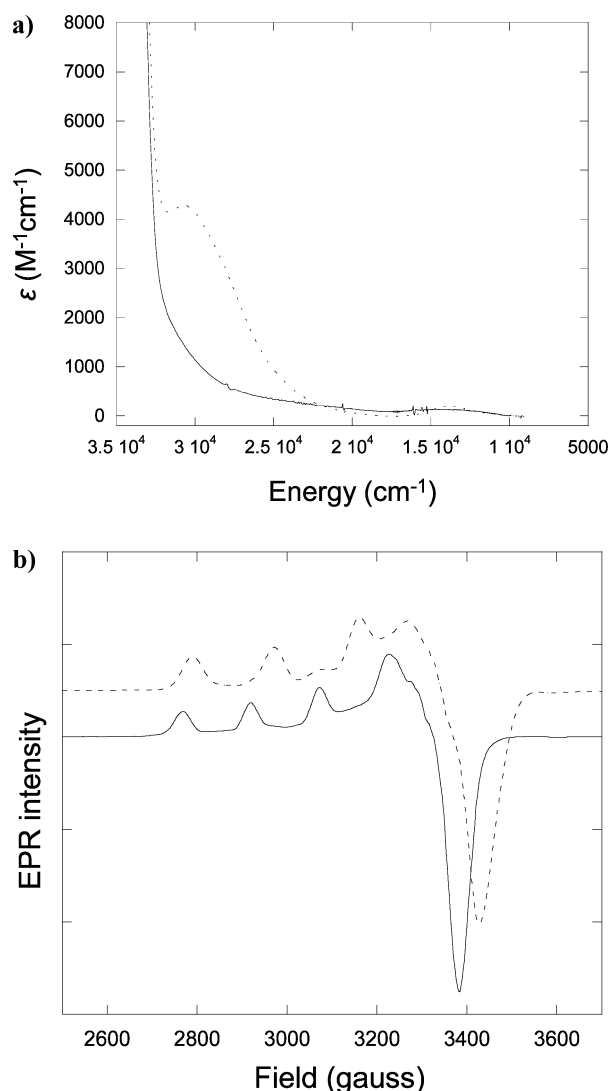 a)
8000
7000
6000
5000
4000
3000
2000
1000
0
ε (M⁻¹cm⁻¹)
3.5 10⁴ 3 10⁴ 2.5 10⁴ 2 10⁴ 1.5 10⁴ 1 10⁴ 5000
Energy (cm⁻¹)
b)
EPR intensity
2600 2800 3000 3200 3400 3600
Field (gauss)